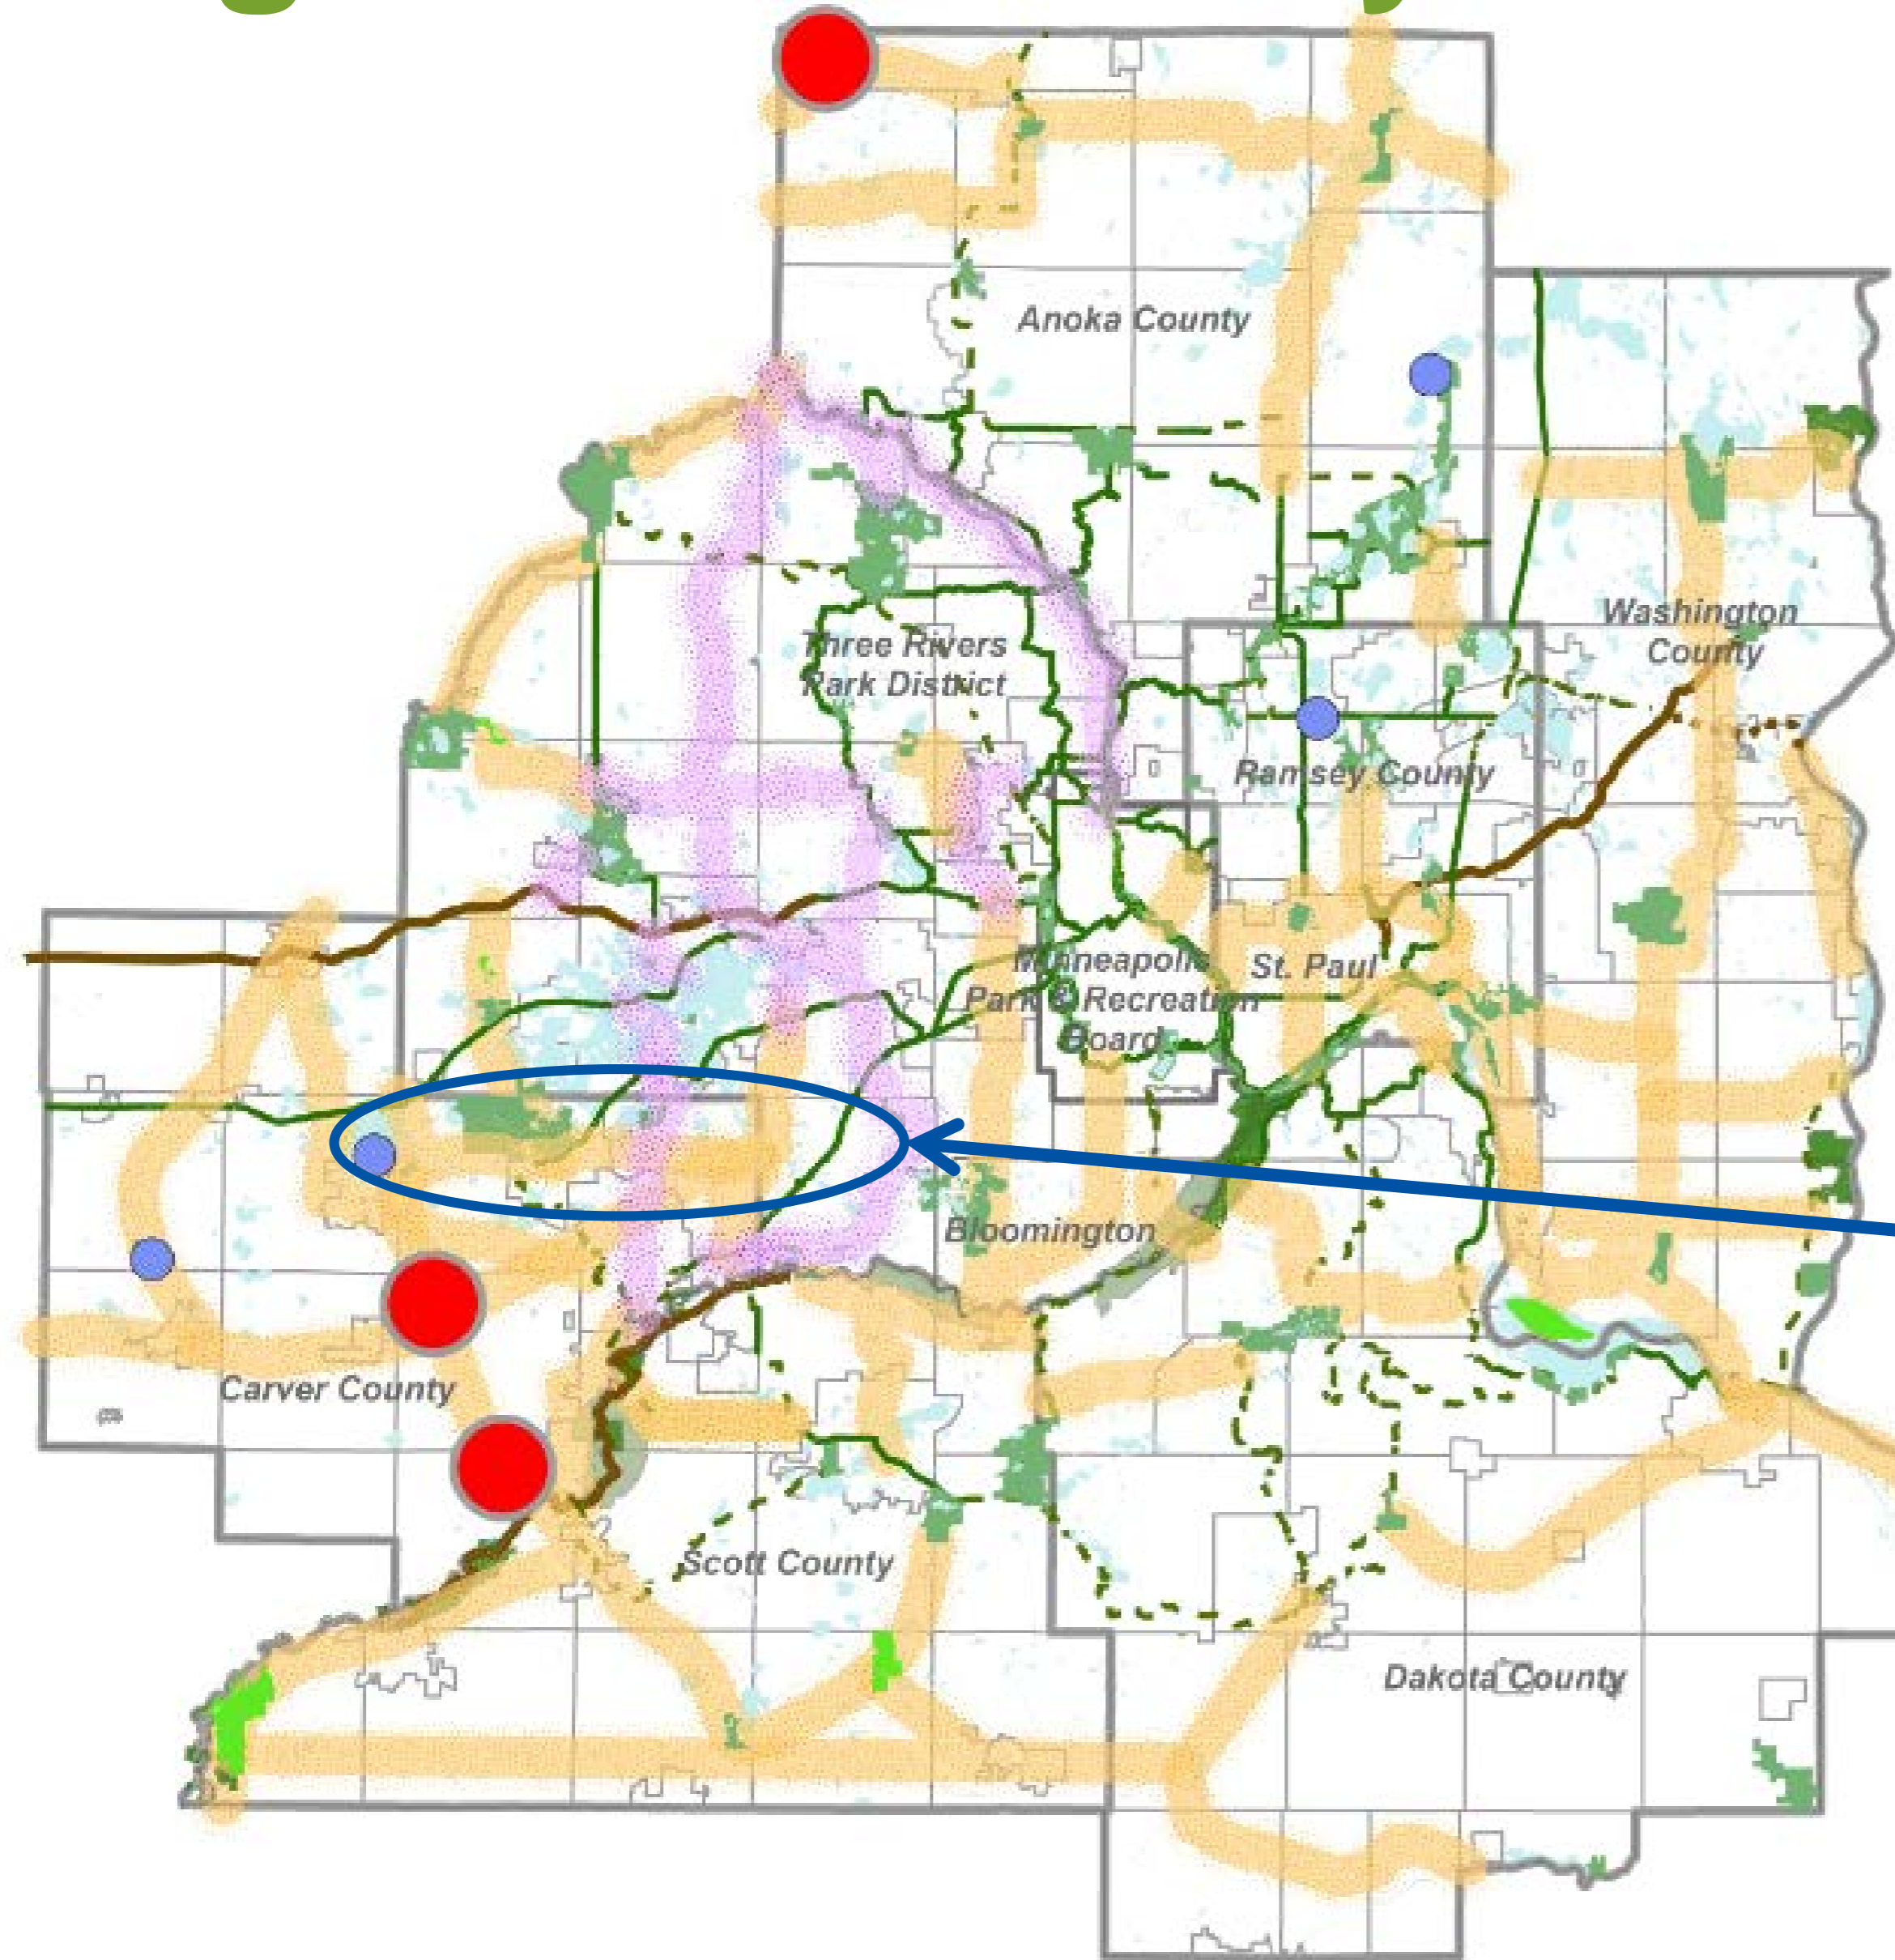 Anoka County
Washington
County
Three Rivers
Park District
Ramsey County
Minneapolis
Park & Recreation
Board
St. Paul
Bloomington
Carver County
Scott County
Dakota County